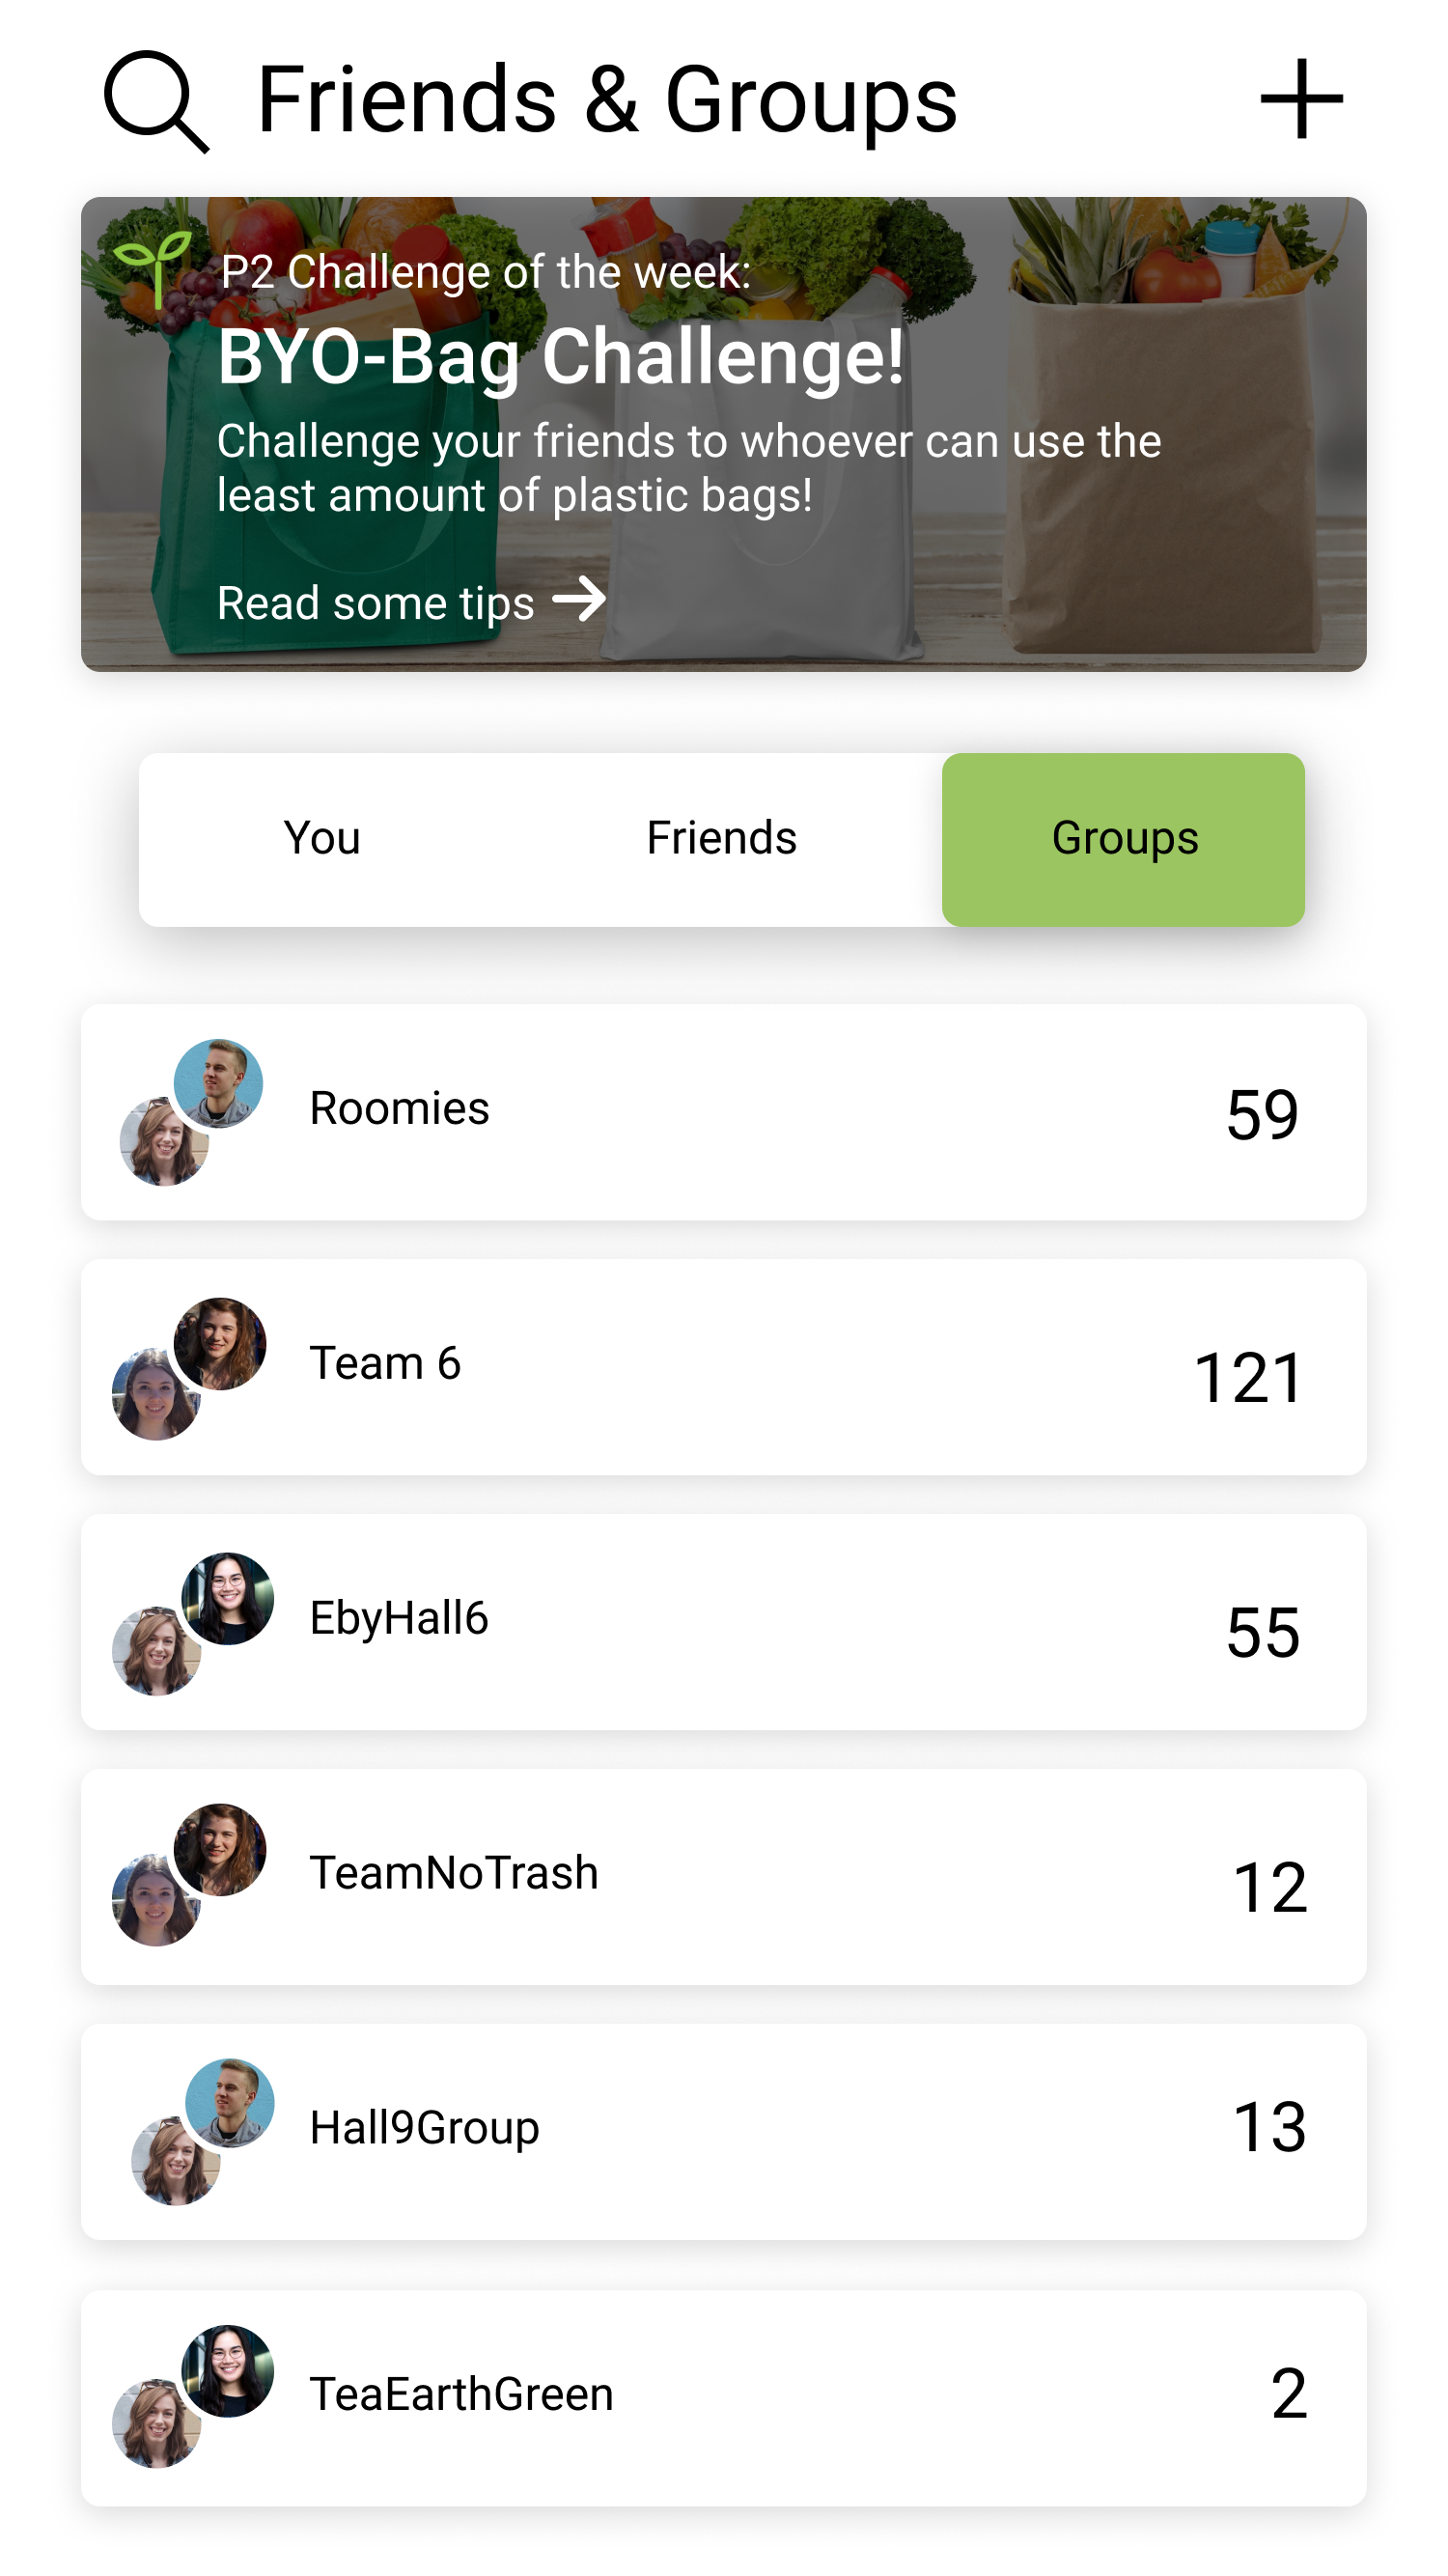 Friends & Groups
P2 Challenge of the week:
BYO-Bag Challenge!
Challenge your friends to whoever can use the
least amount of plastic bags!
Read some tips
You
Friends
Groups
Roomies
59
Team 6
121
EbyHall6
55
TeamNoTrash
12
Hall9Group
13
TeaEarthGreen
2